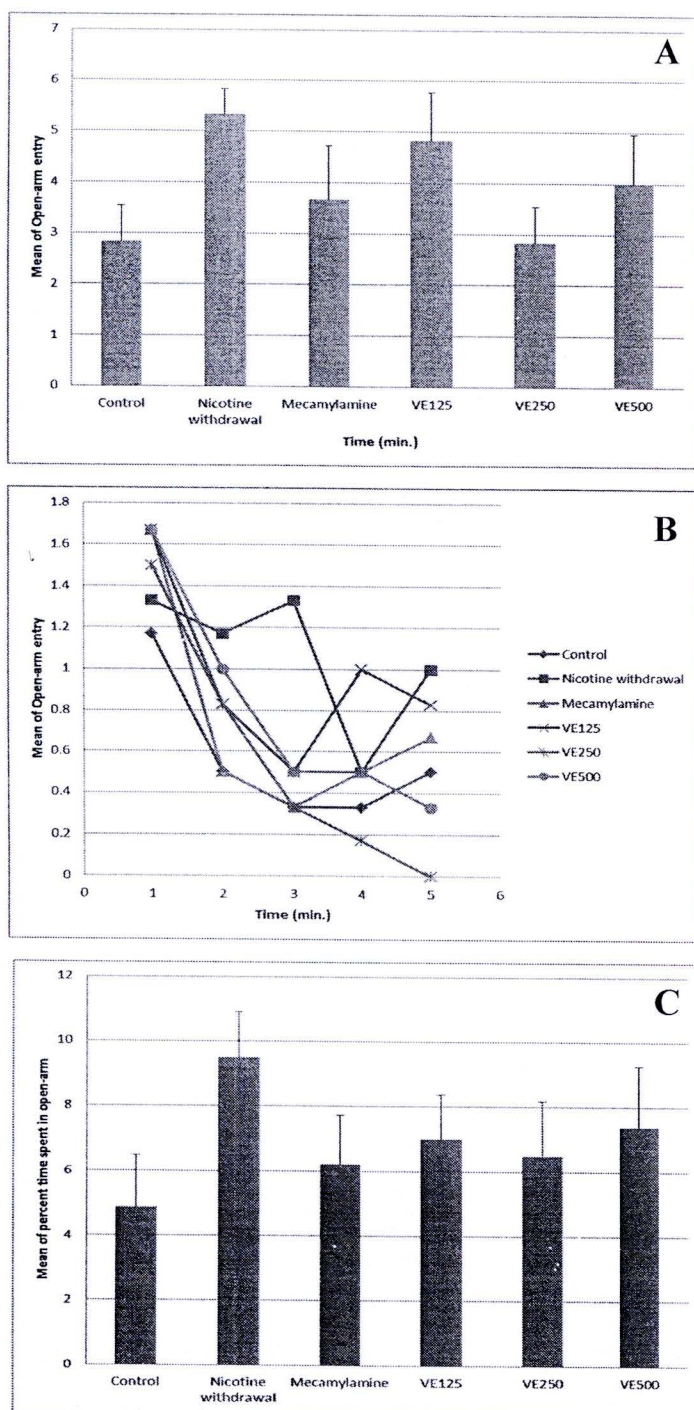 A
Mean of Open-arm entry
7
6
5
4
3
2
1
0
Control
Nicotine withdrawal
Mecamylamine
VE125
VE250
VE500
Time (min.)
B
Mean of Open-arm entry
1.8
1.6
1.4
1.2
1
0.8
0.6
0.4
0.2
0
0 1 2 3 4 5 6
Time (min.)
Control
Nicotine withdrawal
Mecamylamine
VE125
VE250
VE500
C
Mean of percent time spent in open-arm
12
10
8
6
4
2
0
Control
Nicotine withdrawal
Mecamylamine
VE125
VE250
VE500